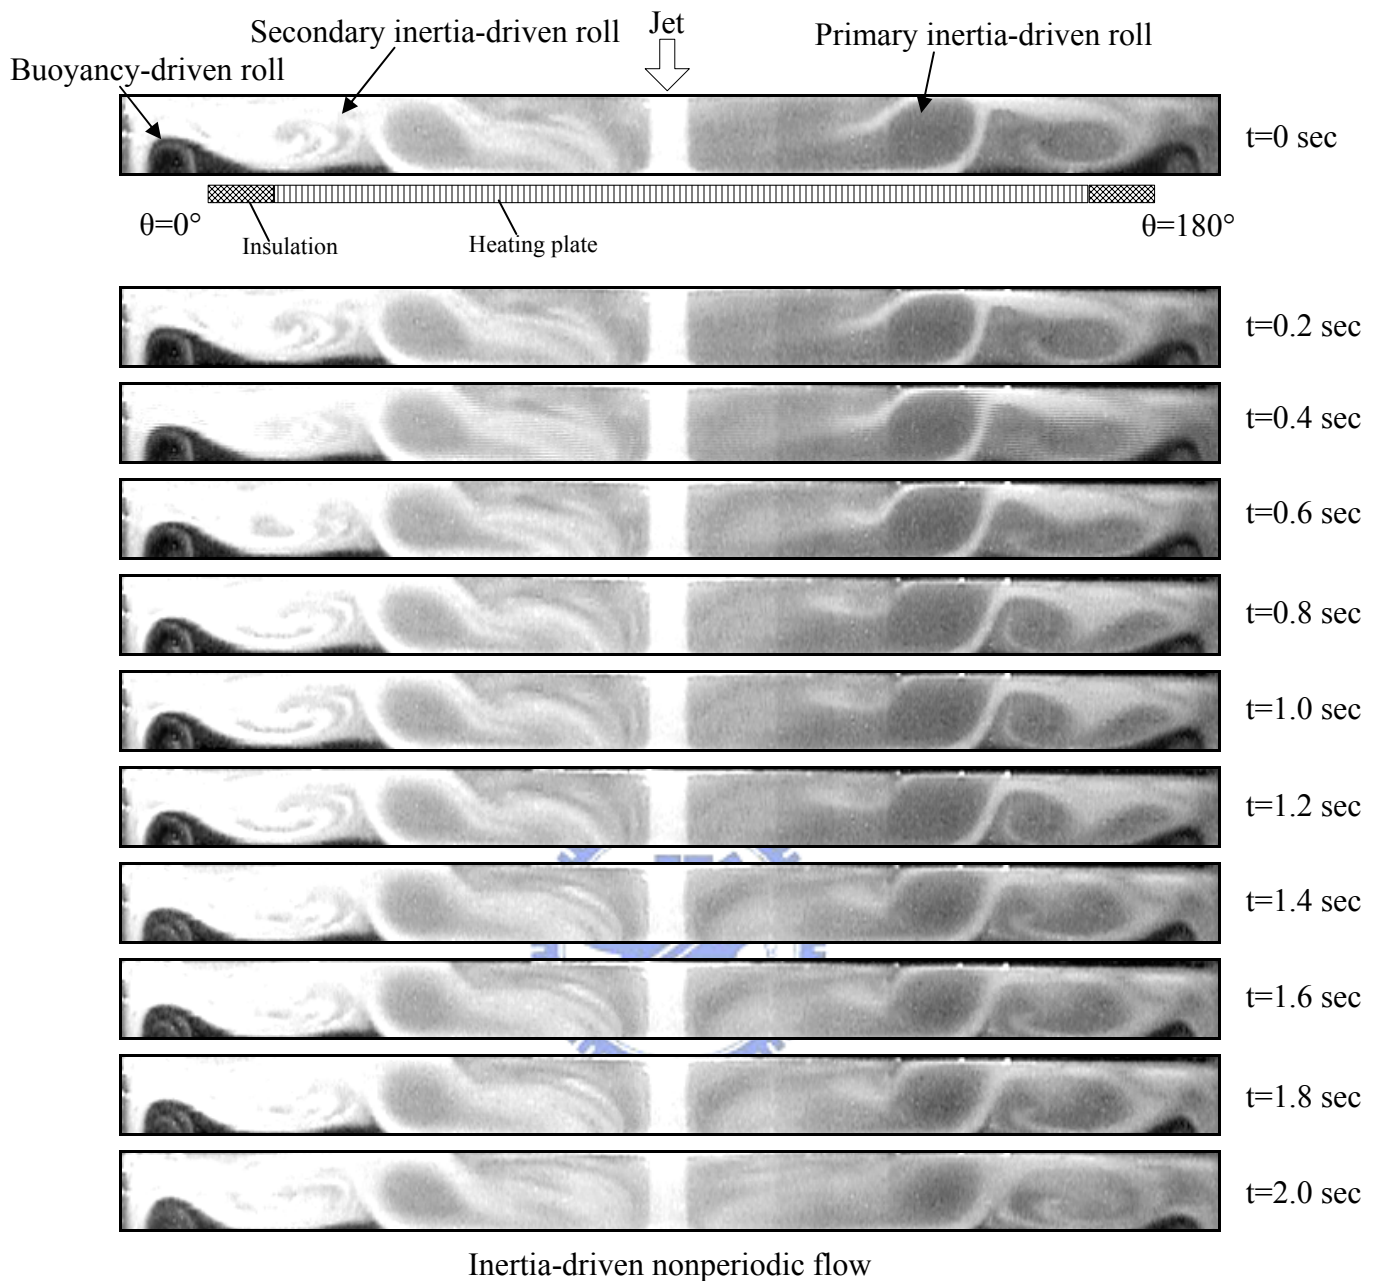 Jet
Secondary inertia-driven roll
Primary inertia-driven roll
Buoyancy-driven roll
t=0 sec
θ=0°
θ=180°
Insulation
Heating plate
t=0.2 sec
t=0.4 sec
t=0.6 sec
t=0.8 sec
t=1.0 sec
t=1.2 sec
t=1.4 sec
t=1.6 sec
t=1.8 sec
t=2.0 sec
Inertia-driven nonperiodic flow